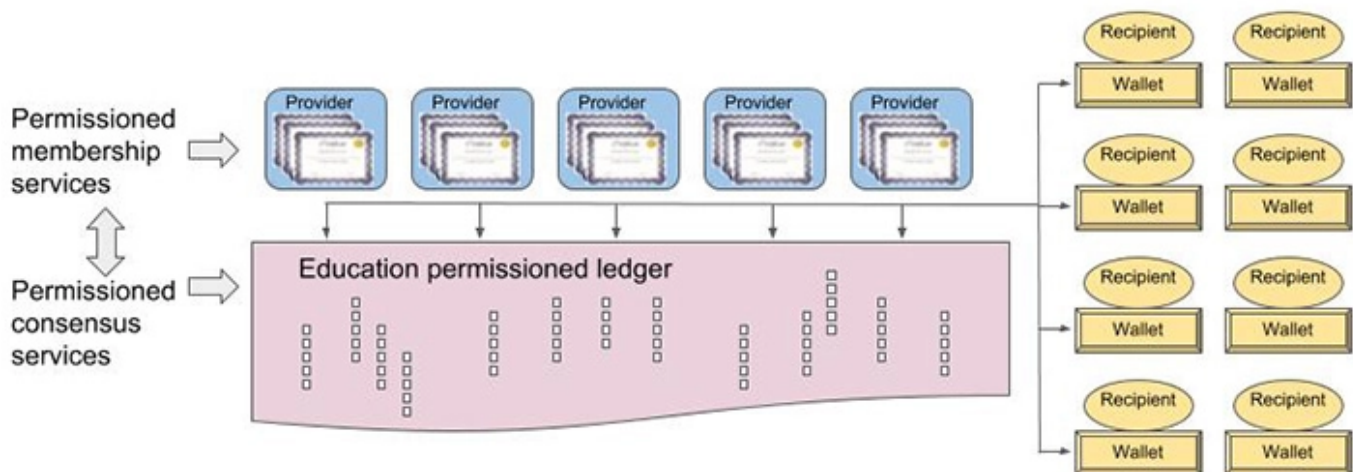 Recipient
Recipient
Wallet
Wallet
Provider
Provider
Provider
Provider
Provider
Permissioned
membership
services
Recipient
Recipient
Wallet
Wallet
Education permissioned ledger
Permissioned
consensus
services
Recipient
Recipient
Wallet
Wallet
Recipient
Recipient
Wallet
Wallet